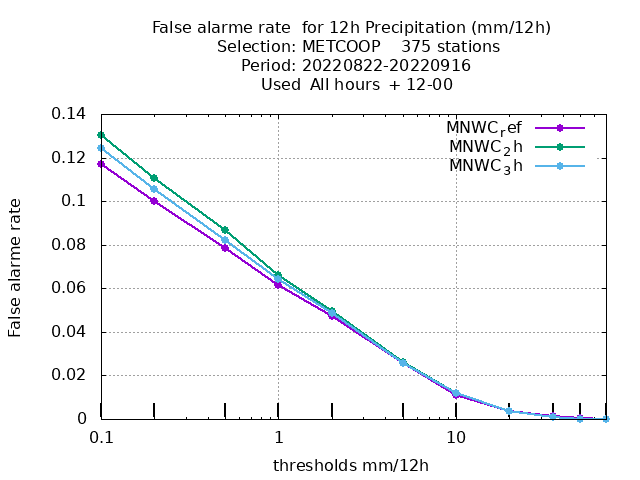 False alarme rate  for 12h Precipitation (mm/12h)
Selection: METCOOP    375 stations
Period: 20220822-20220916
Used  All hours  + 12-00
MNWC_ref
MNWC_2h
MNWC_3h
0.14
0.12
0.1
0.08
0.06
0.04
0.02
0
False alarme rate
0.1
1
10
thresholds mm/12h